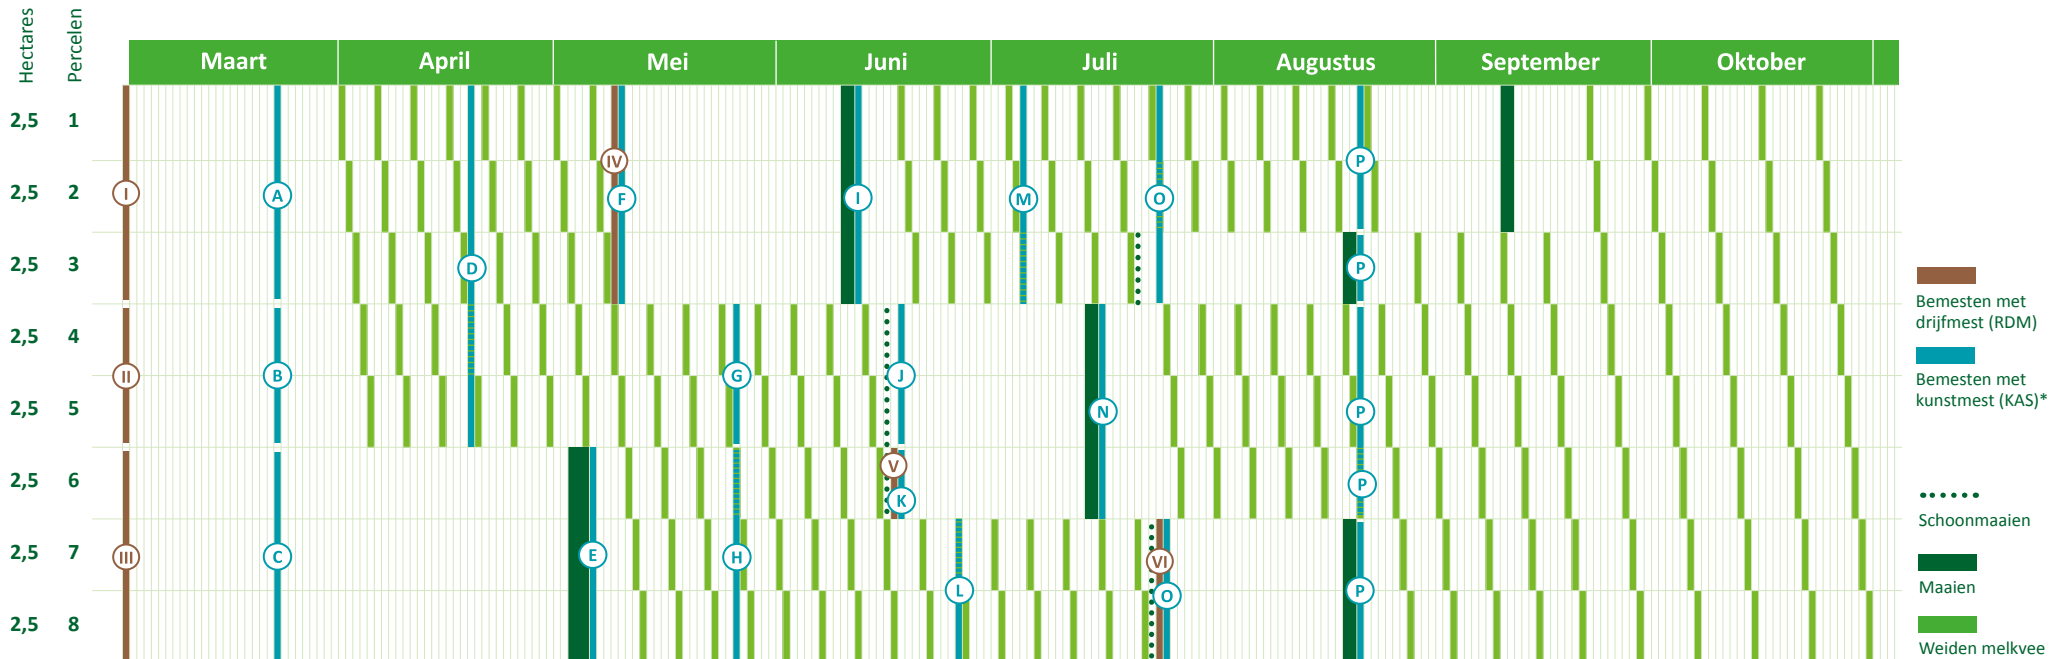 Hectares
Percelen
Maart April Mei Juni Juli Augustus September Oktober
2,5 1
IV P
2,5 2
I A F I M O
2,5 3
D P P
2,5 4
II B G J
2,5 5
N P
2,5 6
V K P
2,5 7
III C E H VI
L O P
2,5 8
Bemesten met
drijfmest (RDM)
Bemesten met
kunstmest (KAS)*
Schoonmaaien
Maaien
Weiden melkvee